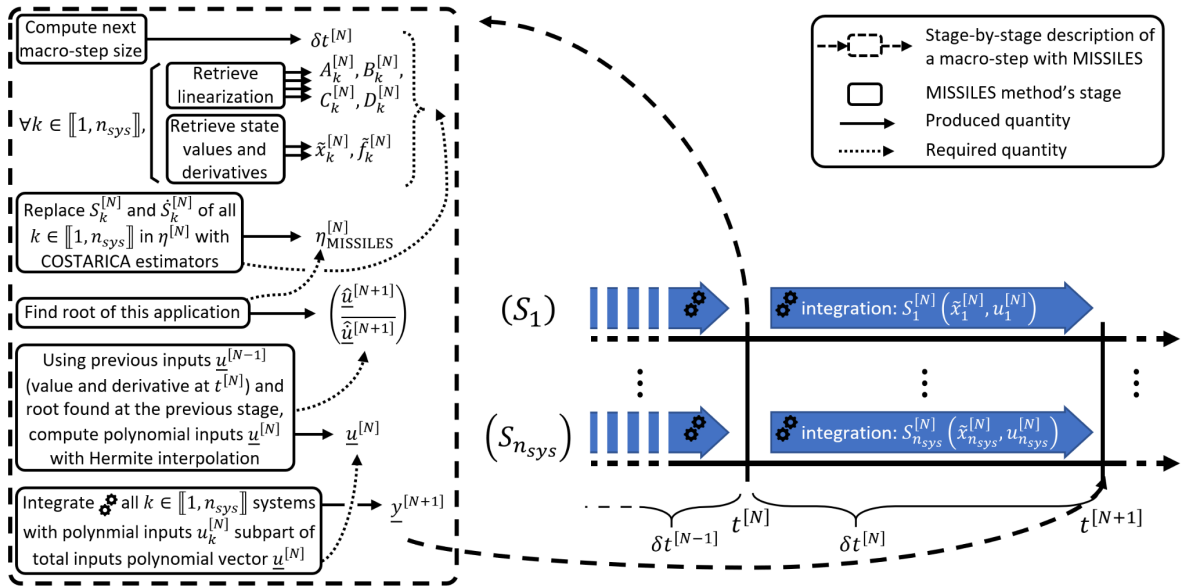 Compute next
macro-step size
δt^[N]
∀k ∈ ⟦1, n_sys⟧,
Retrieve
linearization
A_k^[N], B_k^[N],
C_k^[N], D_k^[N]
Retrieve state
values and
derivatives
x̃_k^[N], f̃_k^[N]
Replace S_k^[N] and Ṡ_k^[N] of all
k ∈ ⟦1, n_sys⟧ in η^[N] with
COSTARICA estimators
η_MISSILES^[N]
Find root of this application
(û^[N+1]
û̇^[N+1])
Using previous inputs u^[N−1]
(value and derivative at t^[N]) and
root found at the previous stage,
compute polynomial inputs u^[N]
with Hermite interpolation
u^[N]
Integrate all k ∈ ⟦1, n_sys⟧ systems
with polynmial inputs u_k^[N] subpart of
total inputs polynomial vector u^[N]
y^[N+1]
Stage-by-stage description of
a macro-step with MISSILES
MISSILES method's stage
Produced quantity
Required quantity
(S_1)
integration: S_1^[N] (x̃_1^[N], u_1^[N])
⋮ ⋮ ⋮
(S_n_sys)
integration: S_n_sys^[N] (x̃_n_sys^[N], u_n_sys^[N])
δt^[N−1]
t^[N]
δt^[N]
t^[N+1]